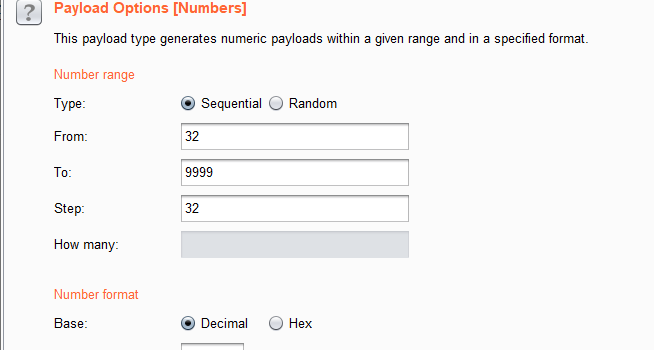 Payload Options [Numbers]
?
This payload type generates numeric payloads within a given range and in a specified format.
Number range
Type: Sequential Random
From: 32
To: 9999
Step: 32
How many:
Number format
Base: Decimal Hex